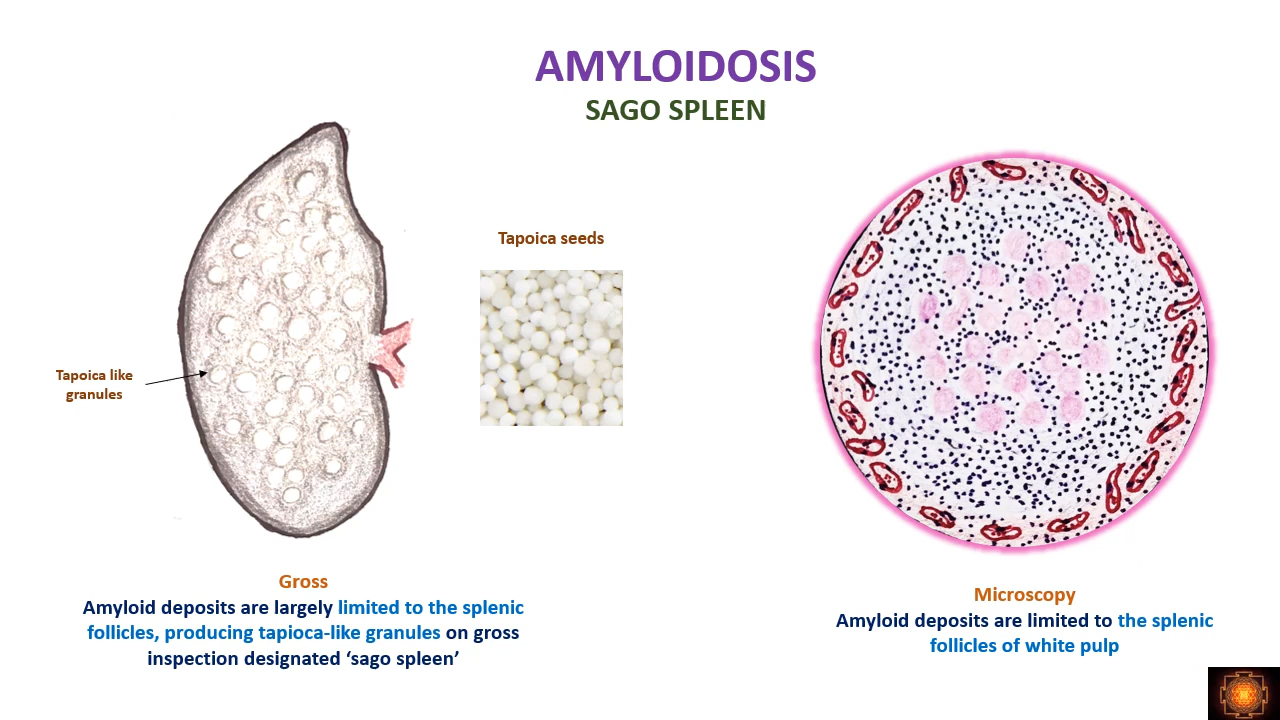 AMYLOIDOSIS
SAGO SPLEEN
Tapoica seeds
Tapoica like
granules
Gross
Amyloid deposits are largely limited to the splenic
follicles, producing tapioca-like granules on gross
inspection designated ‘sago spleen’
Microscopy
Amyloid deposits are limited to the splenic
follicles of white pulp